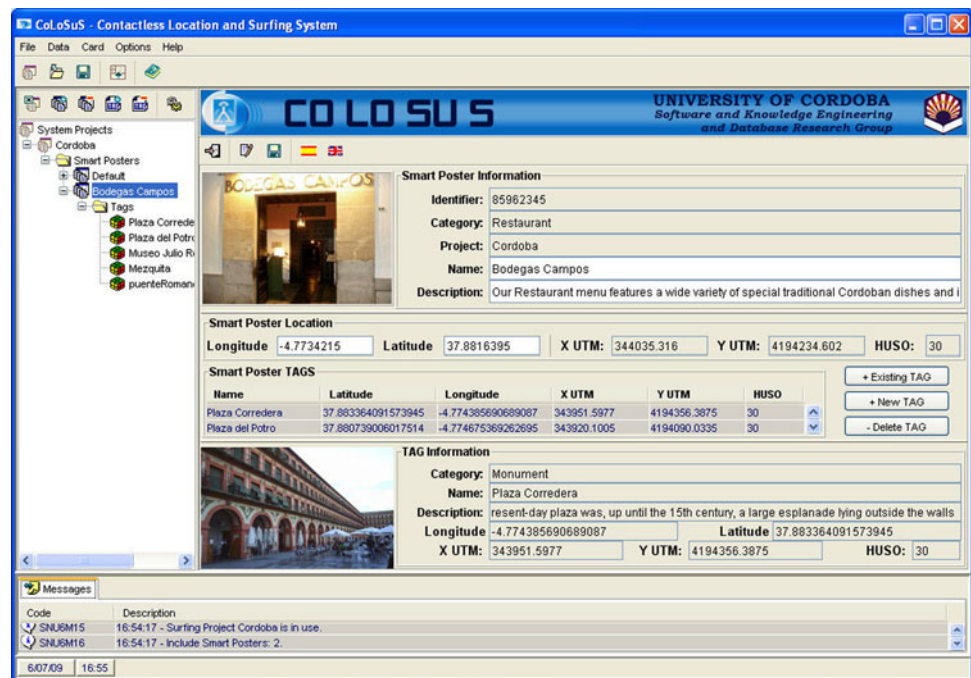 CoLoSuS - Contactless Location and Surfing System
File Data Card Options Help
System Projects
Cordoba
Smart Posters
Default
Bodegas Campos
Tags
Plaza Correde
Plaza del Potro
Museo Julio R
Mezquita
puenteRoman
CO LO SU S
UNIVERSITY OF CORDOBA
Software and Knowledge Engineering
and Database Research Group
BODEGAS CAMPOS
Smart Poster Information
Identifier: 85962345
Category: Restaurant
Project: Cordoba
Name: Bodegas Campos
Description: Our Restaurant menu features a wide variety of special traditional Cordoban dishes and i
Smart Poster Location
Longitude -4.7734215 Latitude 37.8816395 X UTM: 344035.316 Y UTM: 4194234.602 HUSO: 30
Smart Poster TAGS
Name Latitude Longitude X UTM Y UTM HUSO
Plaza Corredera 37.883364091573945 -4.774385690689087 343951.5977 4194356.3875 30
Plaza del Potro 37.880739006017514 -4.774675369262695 343920.1005 4194090.0335 30
+ Existing TAG
+ New TAG
- Delete TAG
TAG Information
Category: Monument
Name: Plaza Corredera
Description: resent-day plaza was, up until the 15th century, a large esplanade lying outside the walls
Longitude -4.774385690689087 Latitude 37.883364091573945
X UTM: 343951.5977 Y UTM: 4194356.3875 HUSO: 30
Messages
Code Description
SNU6M15 16:54:17 - Surfing Project Cordoba is in use.
SNU6M16 16:54:17 - Include Smart Posters: 2.
6/07/09 16:55